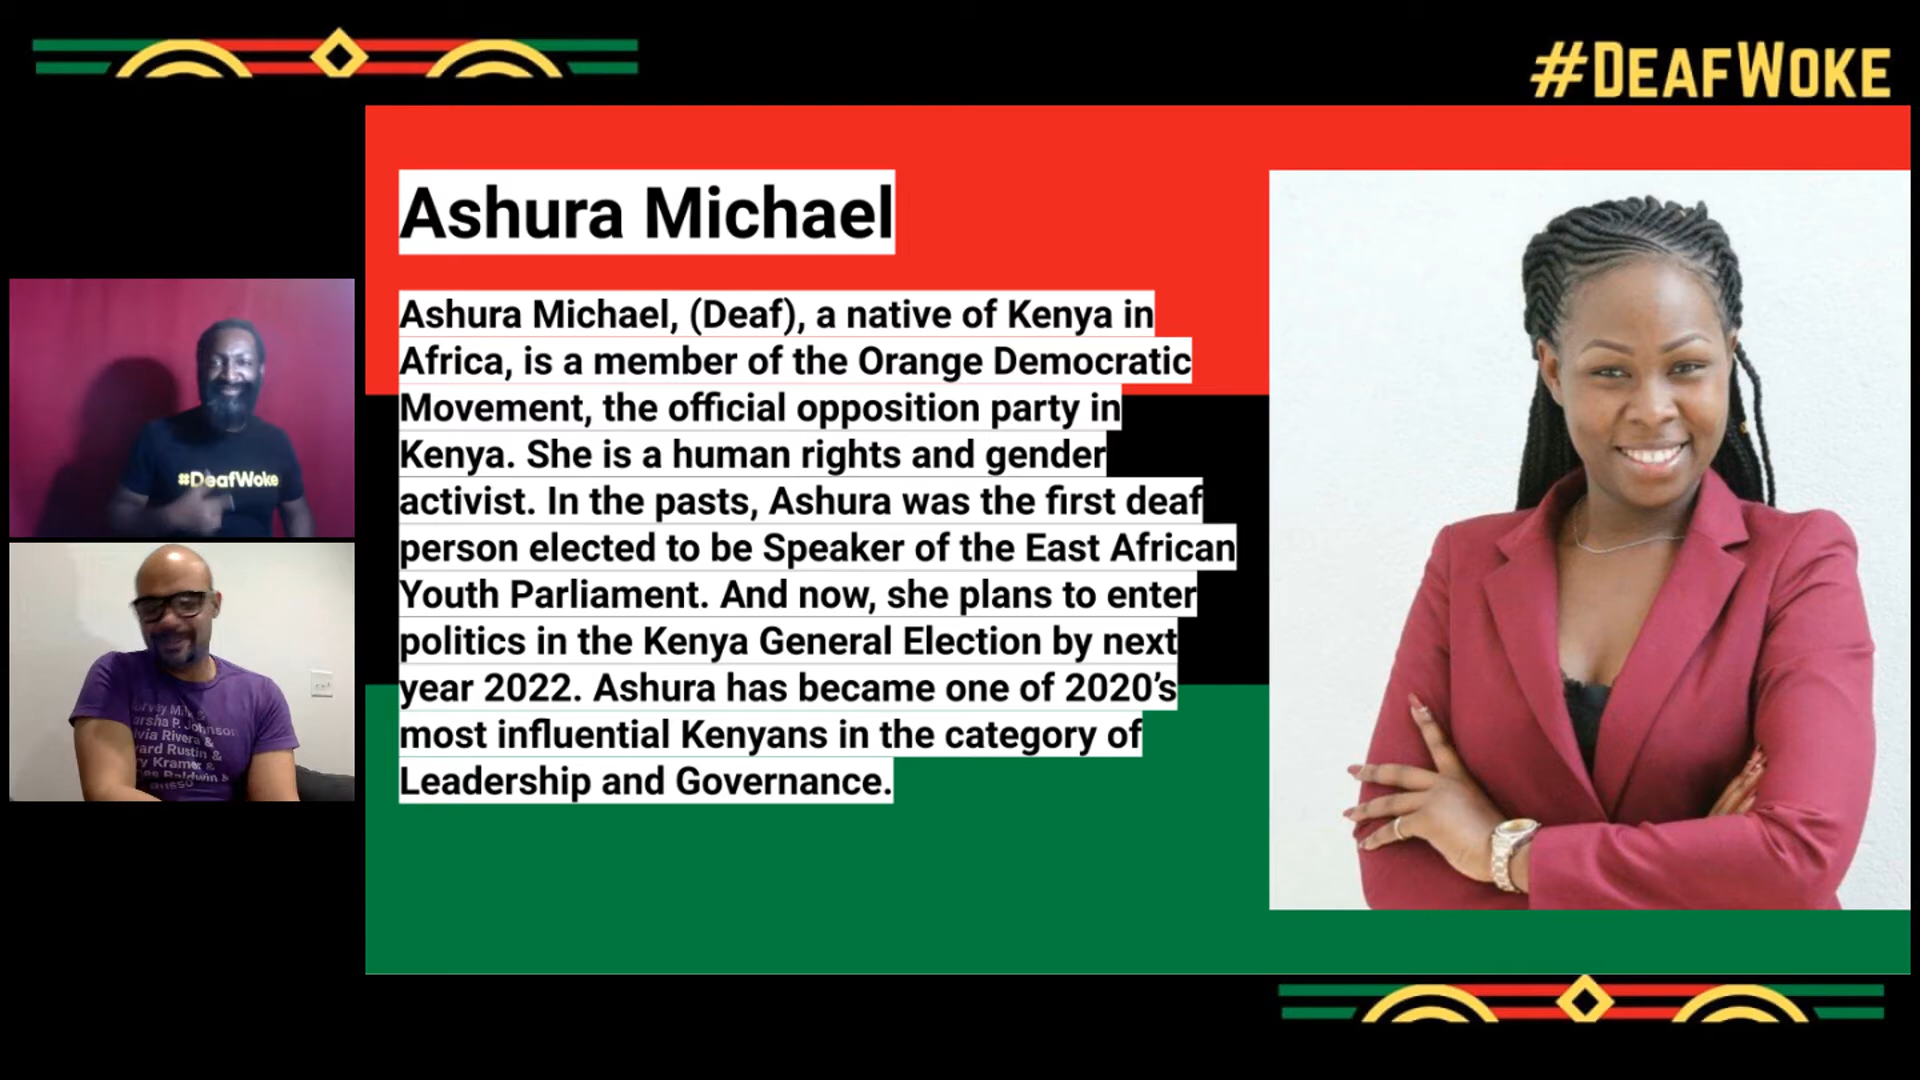 #DEAFWOKE
Ashura Michael
Ashura Michael, (Deaf), a native of Kenya in
Africa, is a member of the Orange Democratic
Movement, the official opposition party in
Kenya. She is a human rights and gender
activist. In the pasts, Ashura was the first deaf
person elected to be Speaker of the East African
Youth Parliament. And now, she plans to enter
politics in the Kenya General Election by next
year 2022. Ashura has became one of 2020’s
most influential Kenyans in the category of
Leadership and Governance.
#DeafWoke
Rivera &
Rustin &